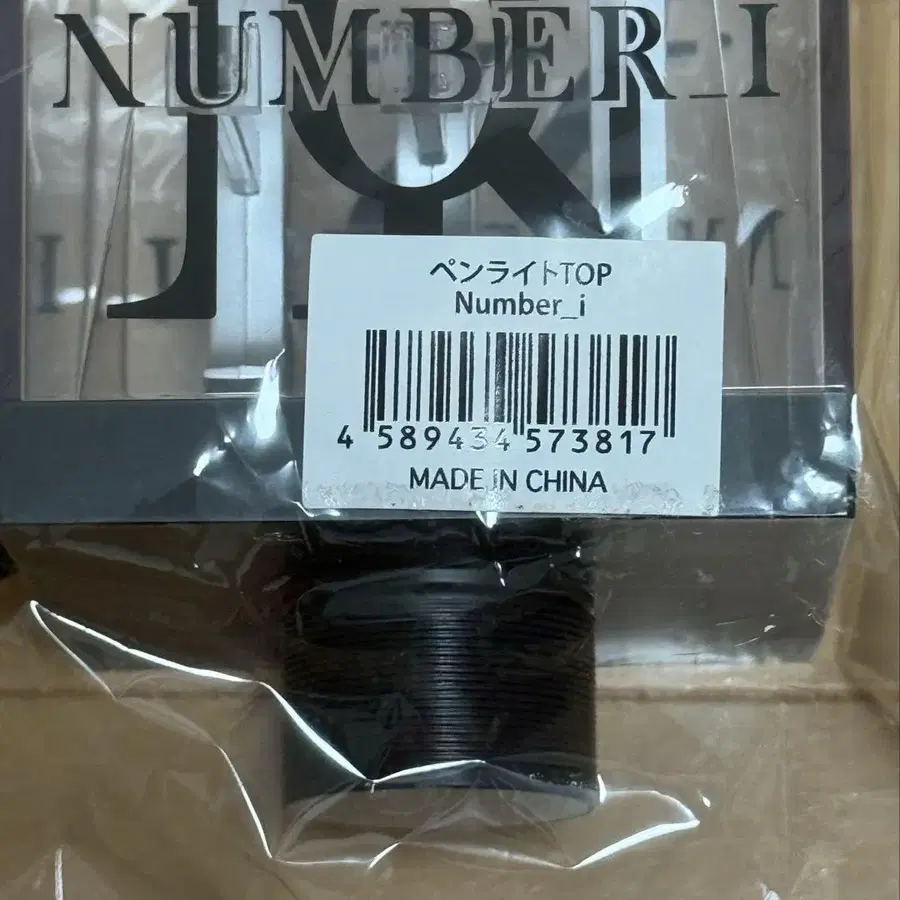 NUMBER_I
ペンライトTOP
Number_i
4 589434 573817
MADE IN CHINA